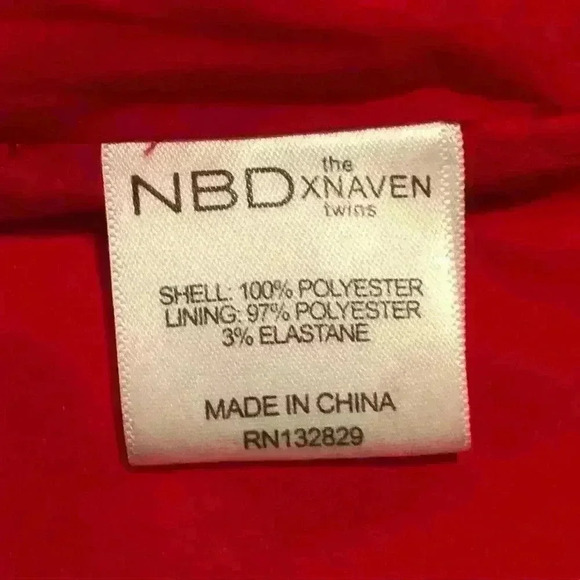 NBD x the NAVEN twins
SHELL: 100% POLYESTER
LINING: 97% POLYESTER
3% ELASTANE
MADE IN CHINA
RN132829